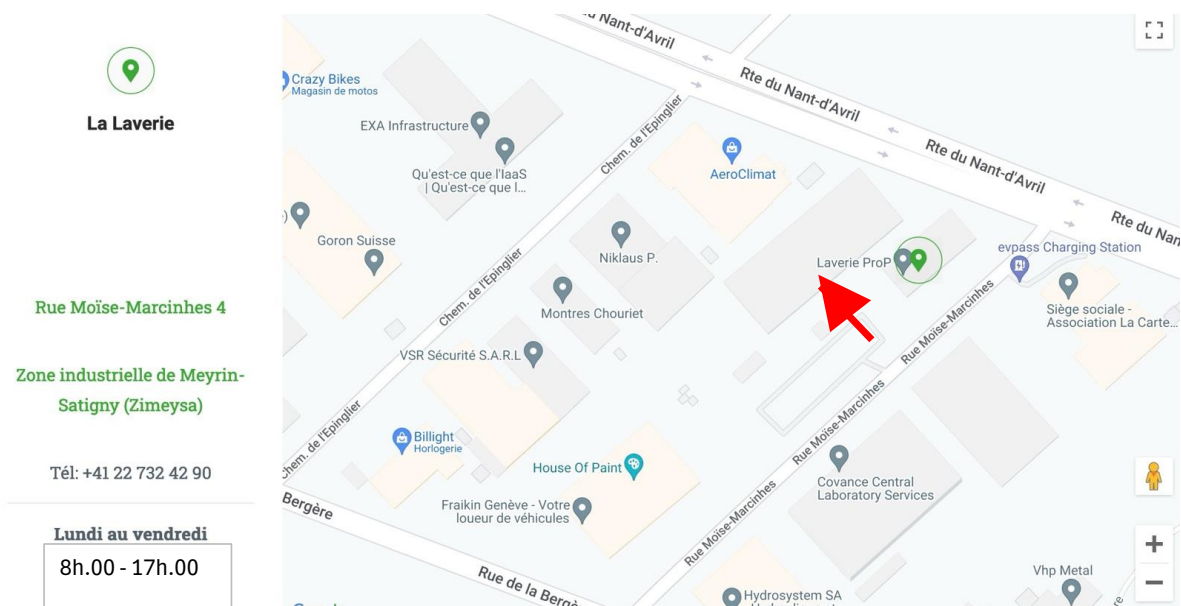 La Laverie
Rue Moïse-Marcinhes 4
Zone industrielle de Meyrin-
Satigny (Zimeysa)
Tél: +41 22 732 42 90
Lundi au vendredi
8h.00 - 17h.00
Nant-d'Avril
Rte du Nant-d'Avril
Rte du Nant-d'Avril
Rte du Nan
Crazy Bikes
Magasin de motos
EXA Infrastructure
Chem. de l'Epinglier
Qu'est-ce que l'IaaS
| Qu'est-ce que l...
AeroClimat
Goron Suisse
Niklaus P.
Laverie ProP
evpass Charging Station
Chem. de l'Epinglier
Montres Chouriet
Rue Moïse-Marcinhes
Siège sociale -
Association La Carte...
VSR Sécurité S.A.R.L
Rue Moïse-Marcinhes
Chem. de l'Epinglier
Billight
Horlogerie
House Of Paint
Covance Central
Laboratory Services
Bergère
Fraikin Genève - Votre
loueur de véhicules
Rue Moïse-Marcinhes
Rue de la Bergè
Vhp Metal
Hydrosystem SA